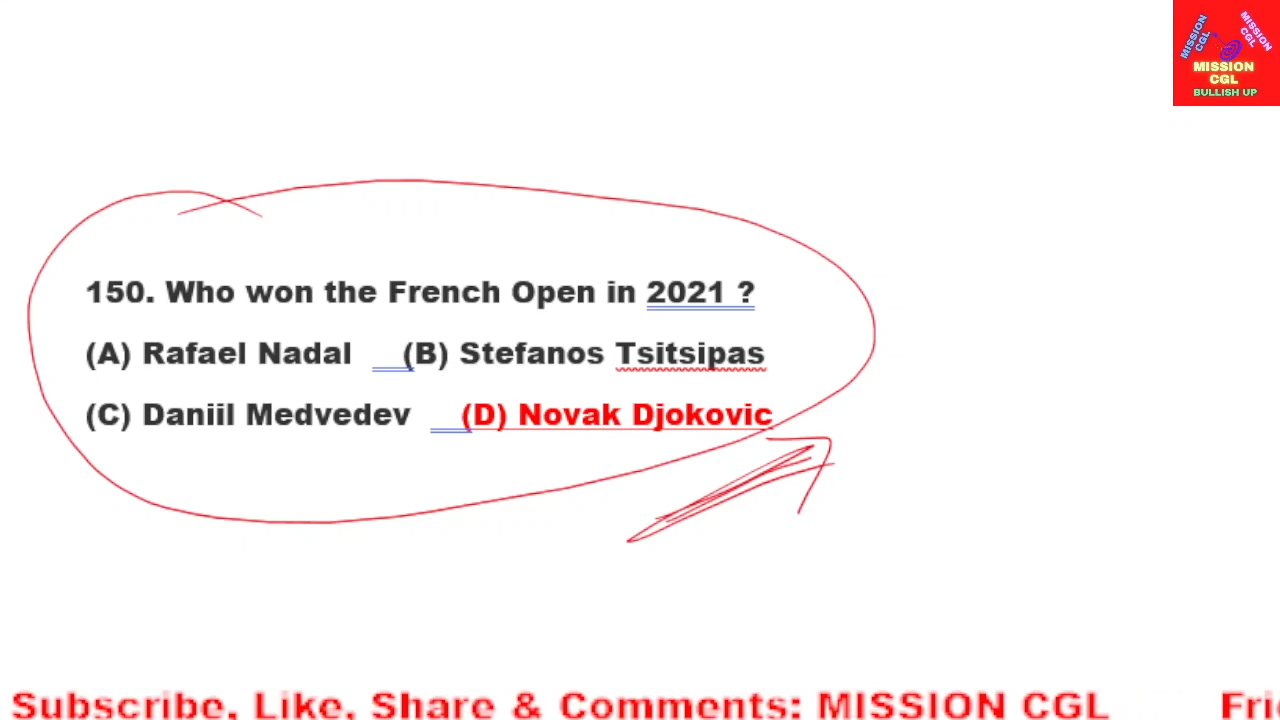 MISSION CGL
MISSION CGL
MISSION
CGL
BULLISH UP
150. Who won the French Open in 2021 ?
(A) Rafael Nadal (B) Stefanos Tsitsipas
(C) Daniil Medvedev (D) Novak Djokovic
Subscribe, Like, Share & Comments: MISSION CGL